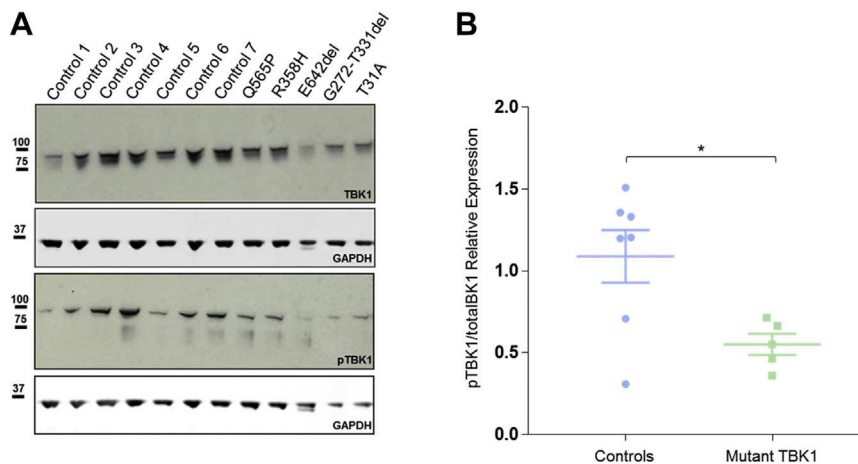 A
Control 1
Control 2
Control 3
Control 4
Control 5
Control 6
Control 7
Q565P
R358H
E642del
G272-T331del
T31A
100
75
TBK1
37
GAPDH
100
75
pTBK1
37
GAPDH
B
pTBK1/totalBK1 Relative Expression
2.0
1.5
1.0
0.5
0.0
*
Controls
Mutant TBK1